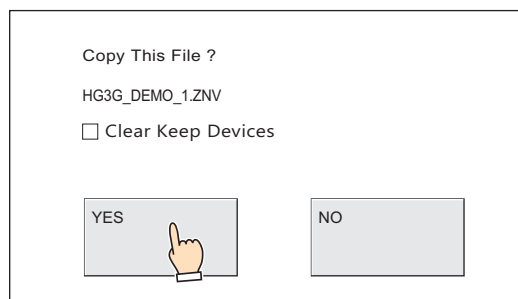 Copy This File ?
HG3G_DEMO_1.ZNV
Clear Keep Devices
YES
NO